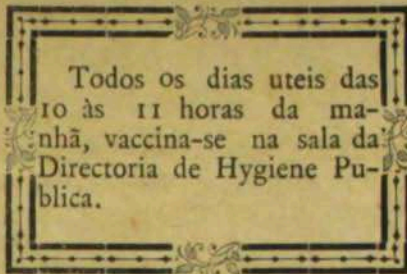 Todos os dias uteis das
10 às 11 horas da ma-
nhã, vaccina-se na sala da
Directoria de Hygiene Pu-
blica.